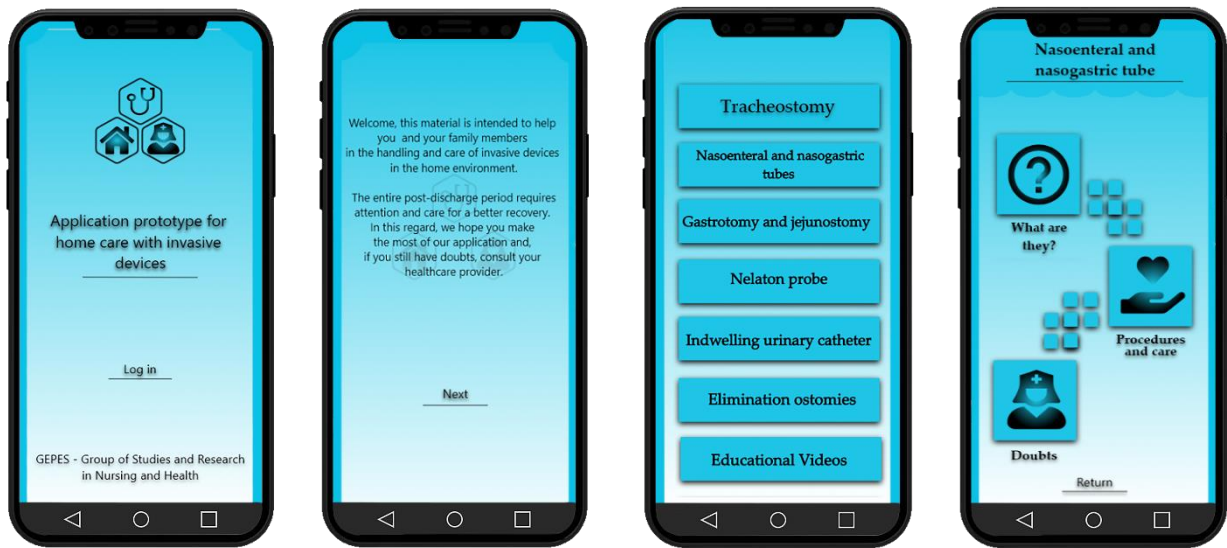 Application prototype for
home care with invasive
devices
Log in
GEPES - Group of Studies and Research
in Nursing and Health
Welcome, this material is intended to help
you and your family members
in the handling and care of invasive devices
in the home environment.
The entire post-discharge period requires
attention and care for a better recovery.
In this regard, we hope you make
the most of our application and,
if you still have doubts, consult your
healthcare provider.
Next
Tracheostomy
Nasoenteral and nasogastric
tubes
Gastrotomy and jejunostomy
Nelaton probe
Indwelling urinary catheter
Elimination ostomies
Educational Videos
Nasoenteral and
nasogastric tube
What are
they?
Procedures
and care
Doubts
Return